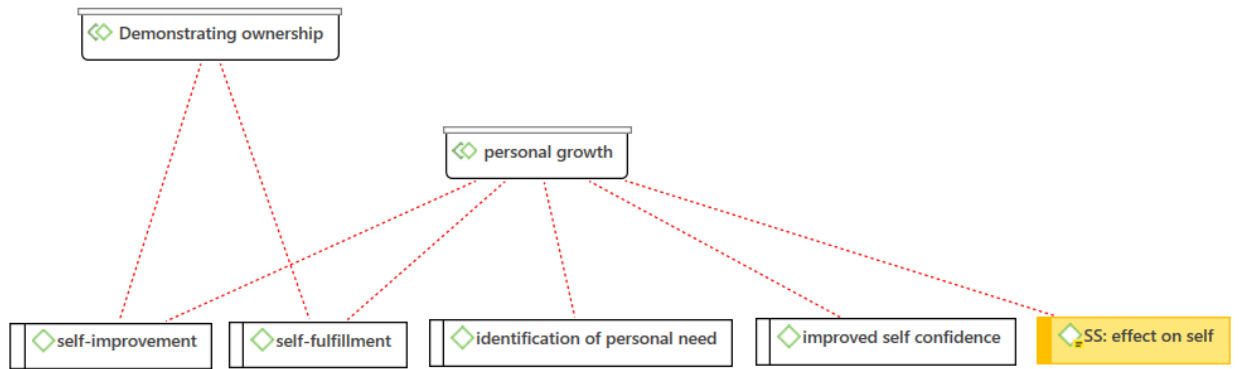 Demonstrating ownership
personal growth
self-improvement
self-fulfillment
identification of personal need
improved self confidence
SS: effect on self